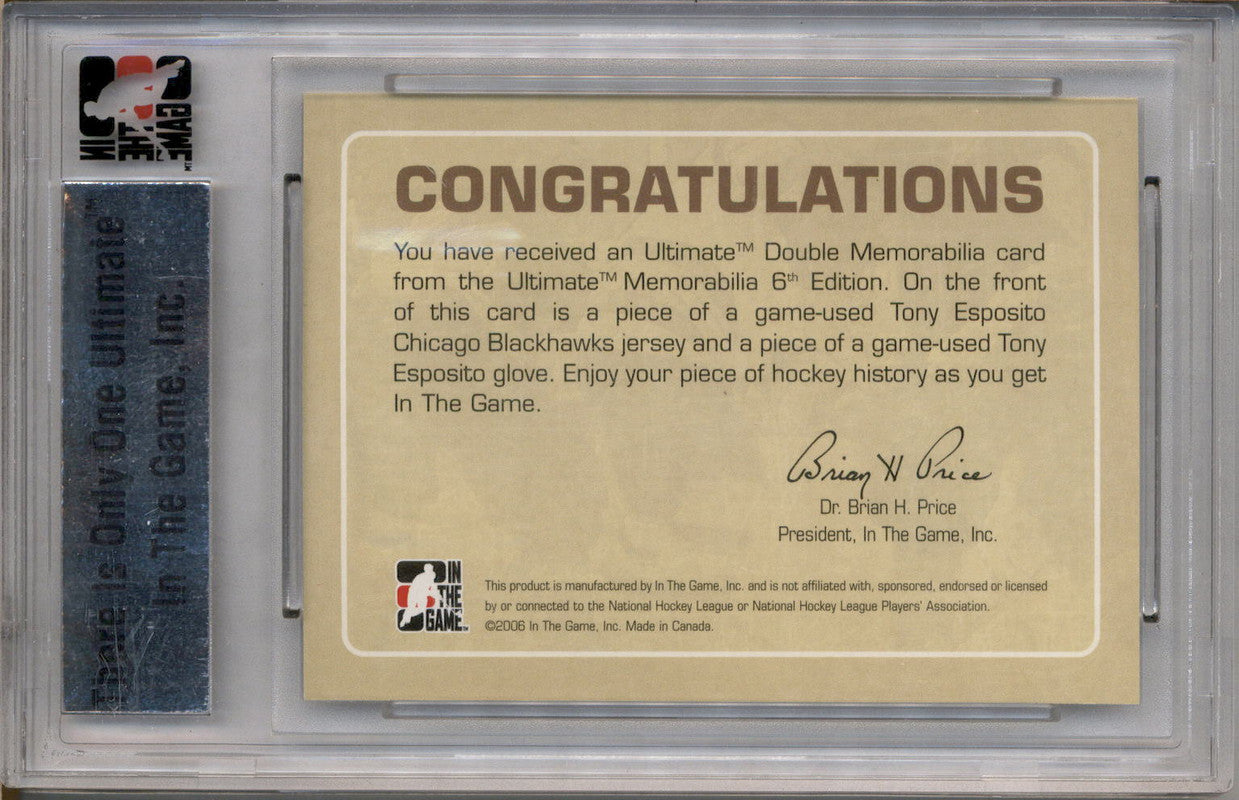 IN
THE
GAME™
There is Only One Ultimate™
In The Game, Inc.
CONGRATULATIONS
You have received an Ultimate™ Double Memorabilia card
from the Ultimate™ Memorabilia 6th Edition. On the front
of this card is a piece of a game-used Tony Esposito
Chicago Blackhawks jersey and a piece of a game-used Tony
Esposito glove. Enjoy your piece of hockey history as you get
In The Game.
Brian H Price
Dr. Brian H. Price
President, In The Game, Inc.
IN
THE
GAME™
This product is manufactured by In The Game, Inc. and is not affiliated with, sponsored, endorsed or licensed
by or connected to the National Hockey League or National Hockey League Players' Association.
©2006 In The Game, Inc. Made in Canada.